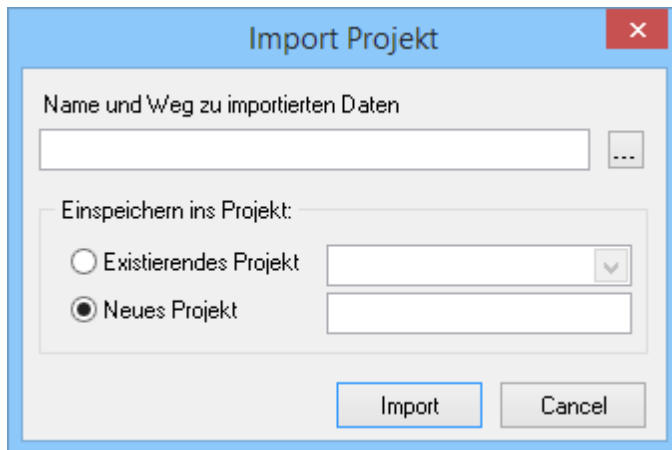 Import Projekt
Name und Weg zu importierten Daten
...
Einspeichern ins Projekt:
Existierendes Projekt
Neues Projekt
Import Cancel